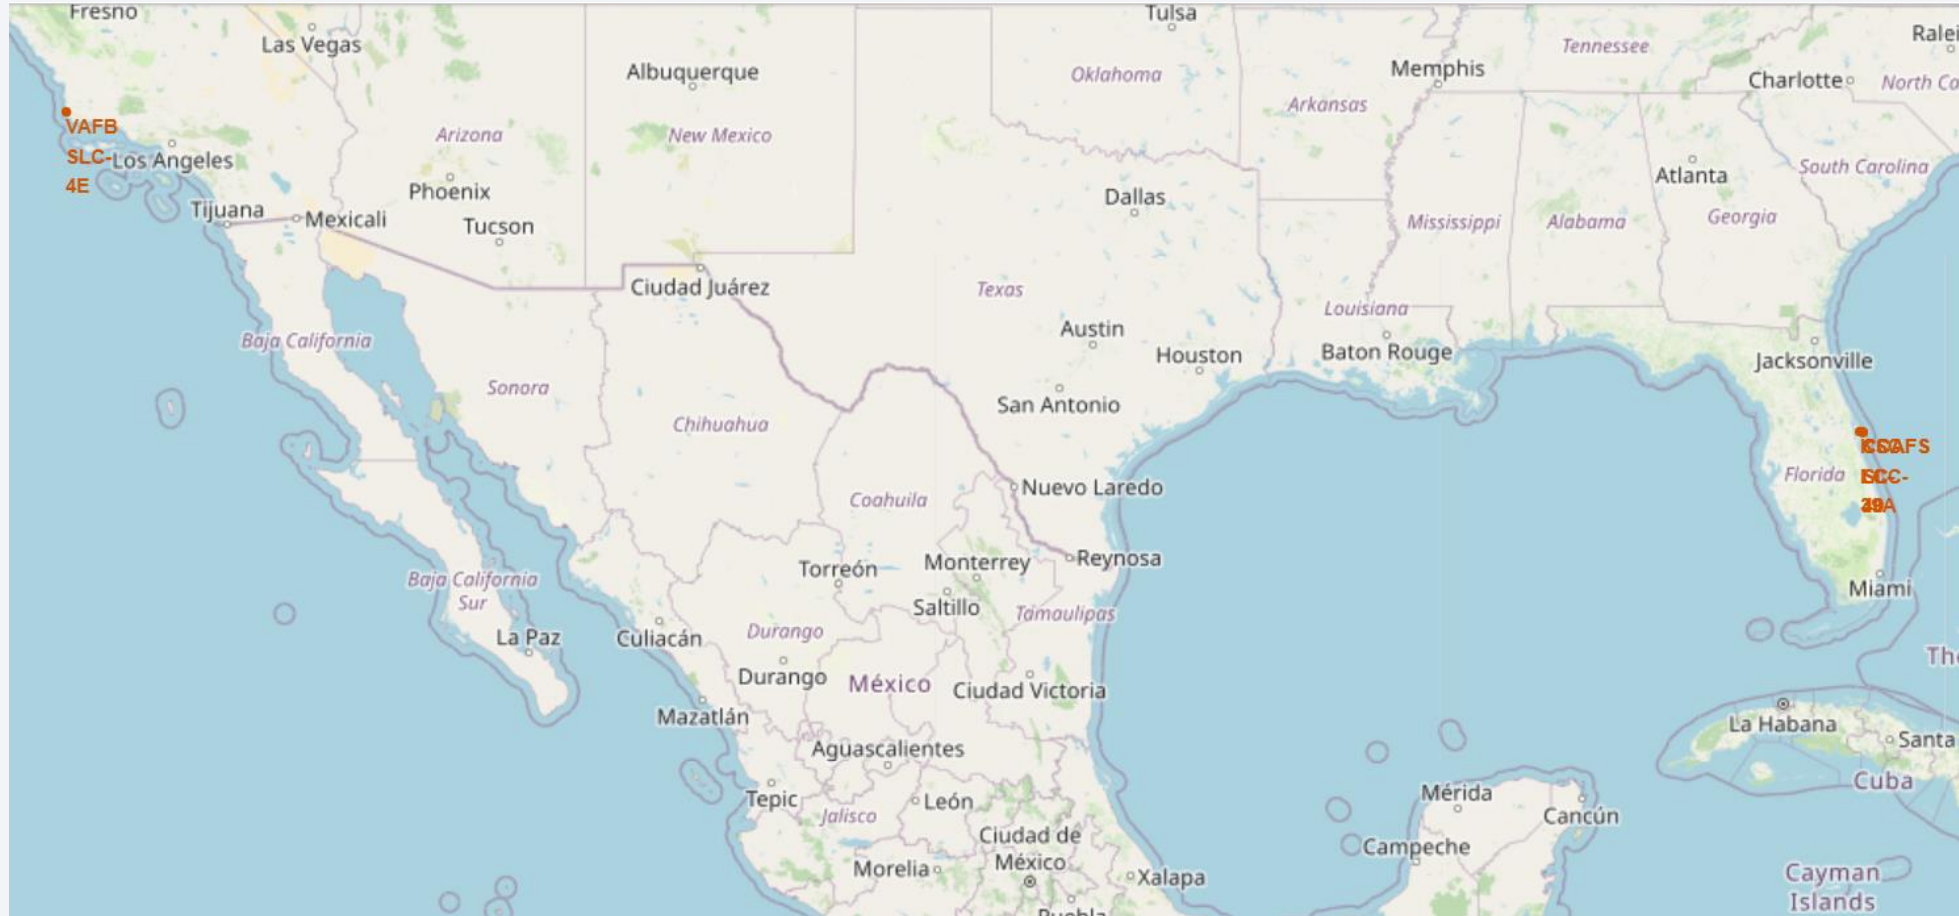 Fresno
Tulsa
Las Vegas
Ralei
Albuquerque
Oklahoma
Memphis
Tennessee
Charlotte
North Ca
VAFB
SLC-
4E
Los Angeles
Arizona
New Mexico
Arkansas
Phoenix
Dallas
Atlanta
South Carolina
Tijuana
Mexicali
Tucson
Mississippi
Alabama
Georgia
Ciudad Juárez
Texas
Louisiana
Baja California
Austin
Houston
Baton Rouge
Jacksonville
Sonora
Chihuahua
San Antonio
Florida
Coahuila
Nuevo Laredo
Torreón
Monterrey
Reynosa
Baja California
Sur
Saltillo
Tamaulipas
Miami
La Paz
Culiacán
Durango
Durango
México
Ciudad Victoria
The
Mazatlán
La Habana
Santa
Aguascalientes
Cuba
Tepic
Jalisco
León
Mérida
Cancún
Ciudad de
México
Campeche
Morelia
Xalapa
Cayman
Islands
Puebla